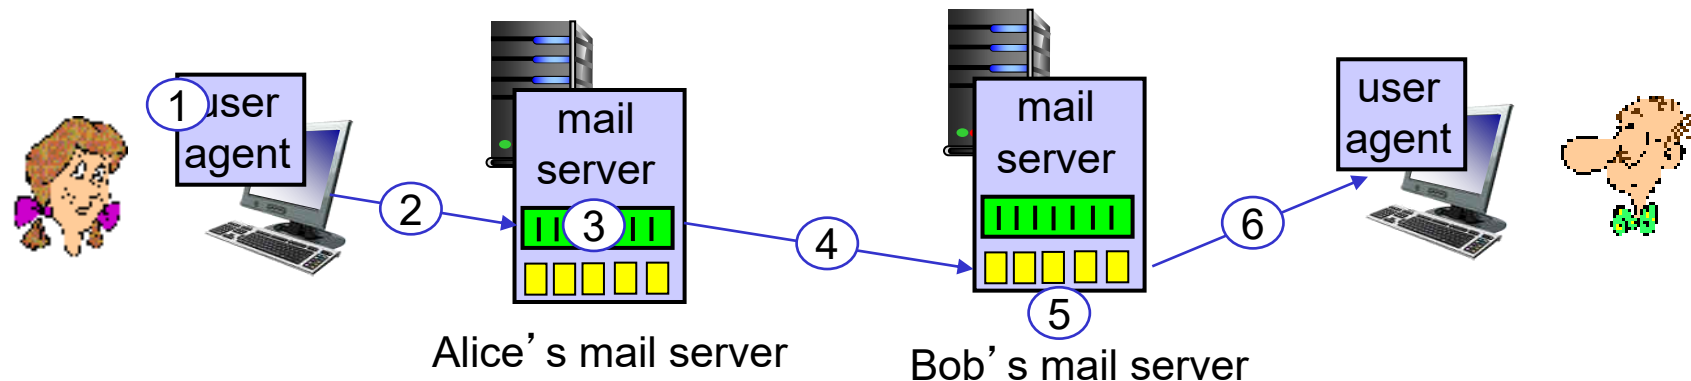 1
user
agent
2
mail
server
3
4
mail
server
5
6
user
agent
Alice's mail server
Bob's mail server